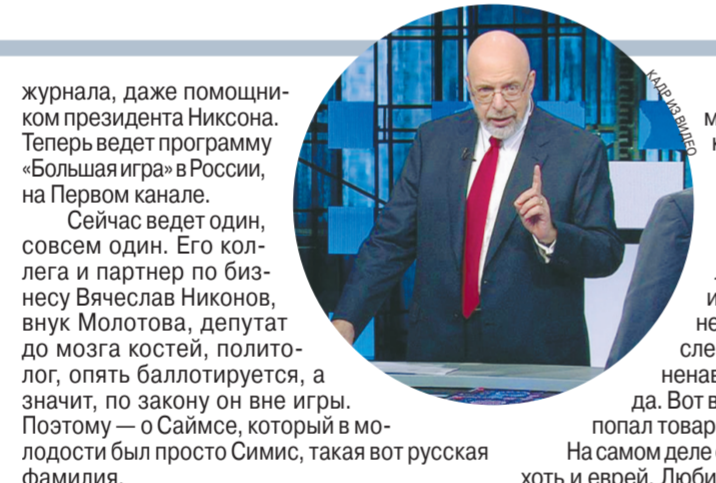 журнала, даже помощни-
ком президента Никсона.
Теперь ведет программу
«Большая игра» в России,
на Первом канале.
Сейчас ведет один,
совсем один. Его кол-
лега и партнер по биз-
несу Вячеслав Никонов,
внук Молотова, депутат
до мозга костей, полито-
лог, опять баллотируется, а
значит, по закону он вне игры.
Поэтому — о Саймсе, который в мо-
лодости был просто Симис, такая вот русская
фамилия.
КАДР ИЗ ВИДЕО
не
сле
ненав
да. Вот в
попал товар
На самом деле
хоть и еврей. Люби